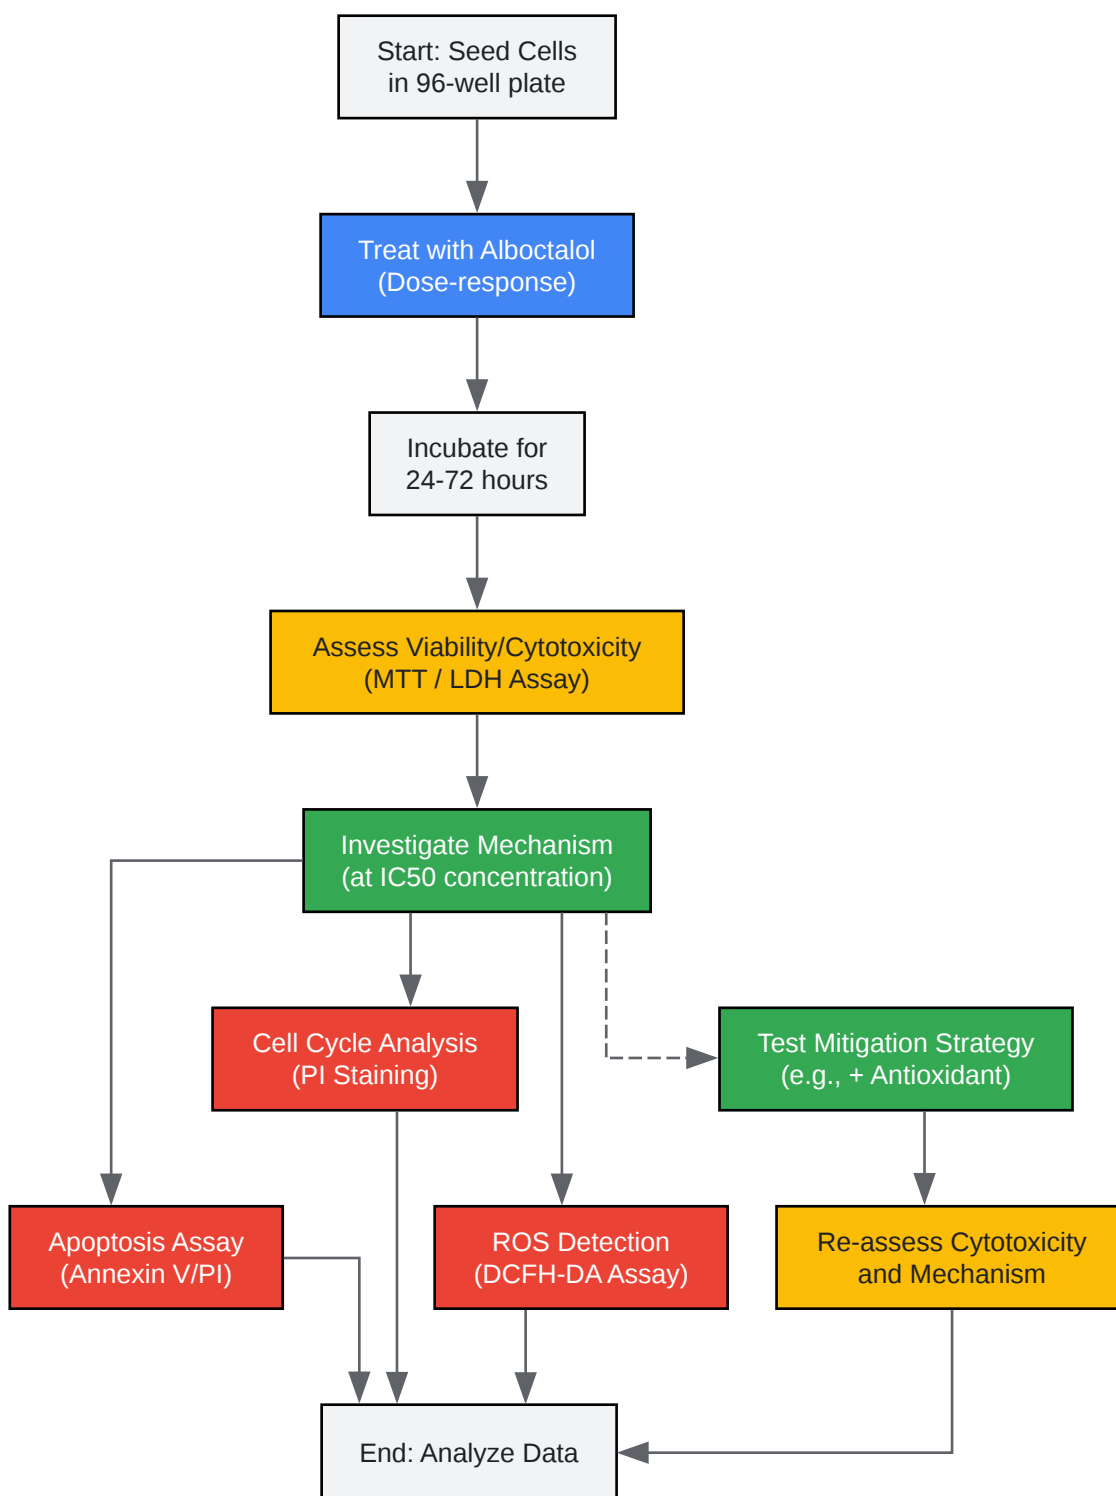 Start: Seed Cells
in 96-well plate
Treat with Alboctalol
(Dose-response)
Incubate for
24-72 hours
Assess Viability/Cytotoxicity
(MTT / LDH Assay)
Investigate Mechanism
(at IC50 concentration)
Cell Cycle Analysis
(PI Staining)
Test Mitigation Strategy
(e.g., + Antioxidant)
Apoptosis Assay
(Annexin V/PI)
ROS Detection
(DCFH-DA Assay)
Re-assess Cytotoxicity
and Mechanism
End: Analyze Data